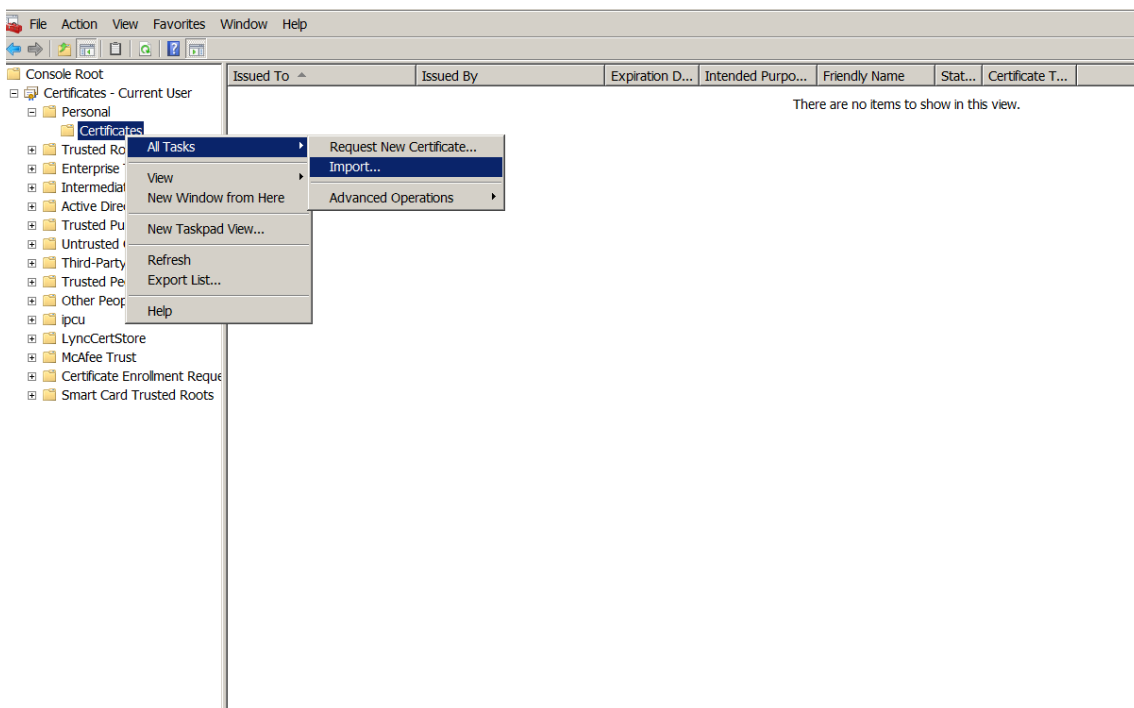 File Action View Favorites Window Help
Console Root
Issued To Issued By Expiration D... Intended Purpo... Friendly Name Stat... Certificate T...
Certificates - Current User
There are no items to show in this view.
Personal
Certificates
Trusted Ro
Enterprise
Intermediat
Active Dire
Trusted Pu
Untrusted
Third-Party
Trusted Pe
Other Peop
ipcu
LyncCertStore
McAfee Trust
Certificate Enrollment Reque
Smart Card Trusted Roots
All Tasks
View
New Window from Here
New Taskpad View...
Refresh
Export List...
Help
Request New Certificate...
Import...
Advanced Operations